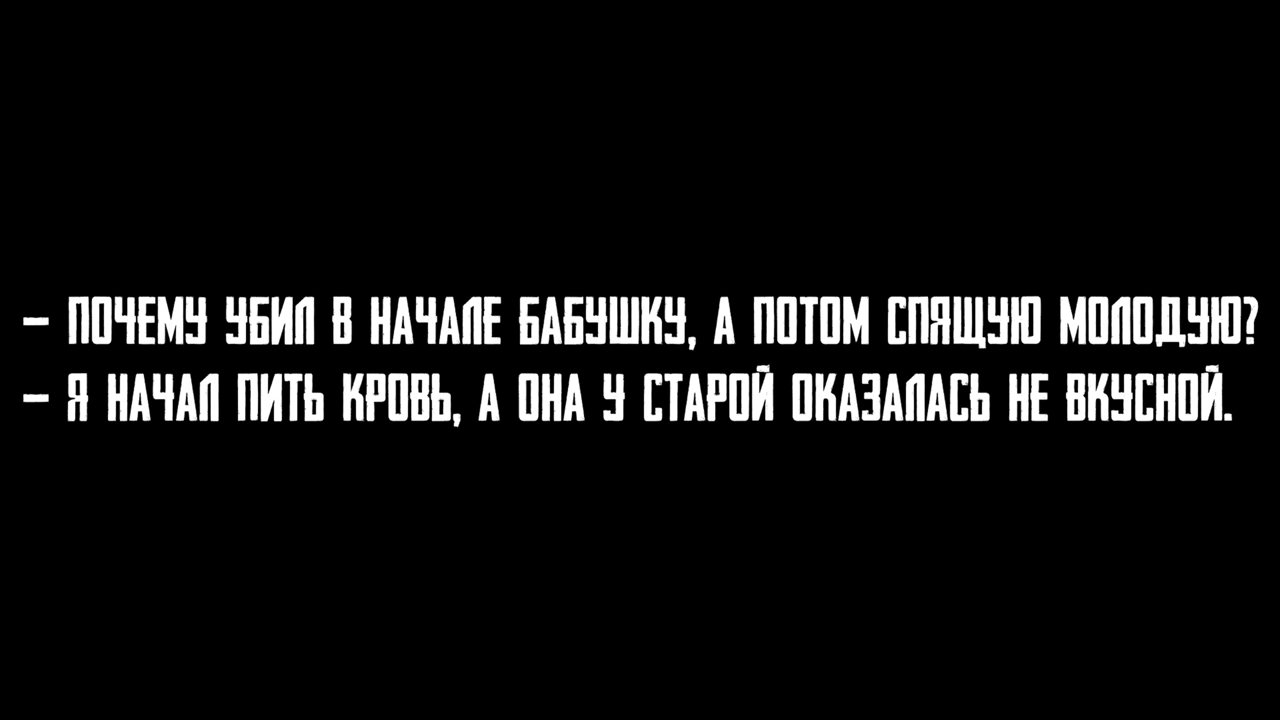 – ПОЧЕМУ УБИЛ В НАЧАЛЕ БАБУШКУ, А ПОТОМ СПЯЩУЮ МОЛОДУЮ?
– Я НАЧАЛ ПИТЬ КРОВЬ, А ОНА У СТАРОЙ ОКАЗАЛАСЬ НЕ ВКУСНОЙ.